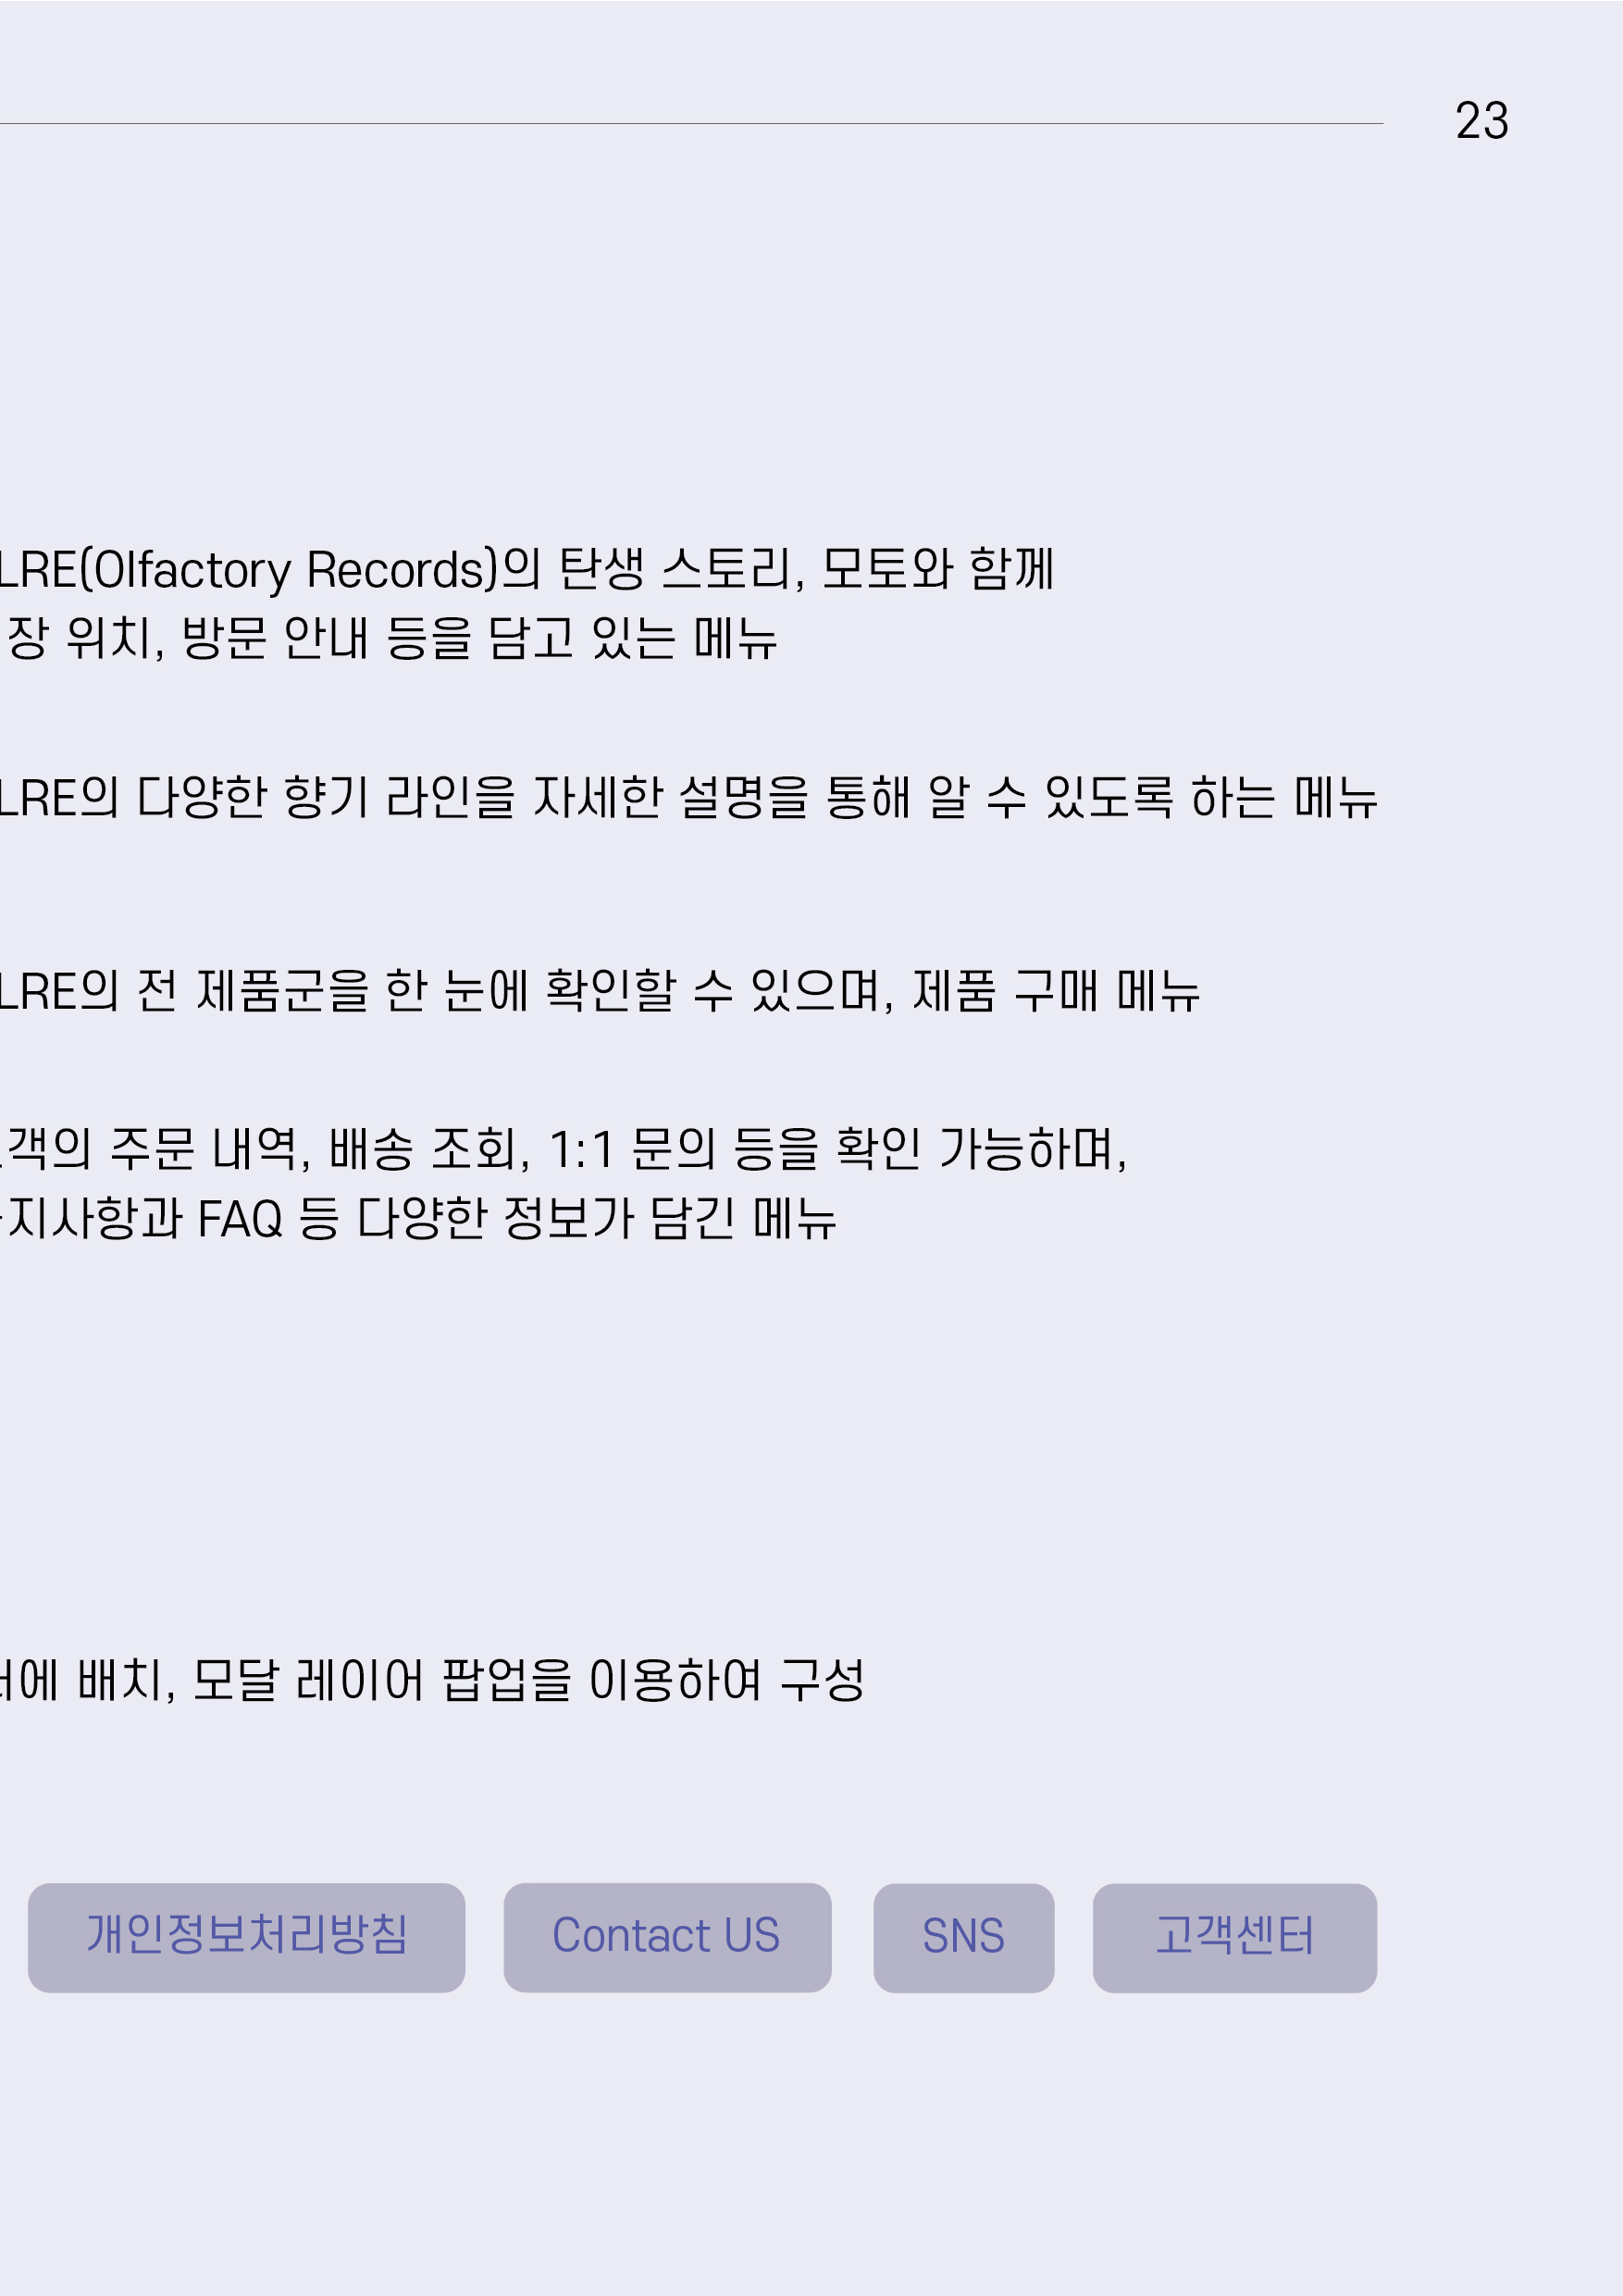 23
LRE(Olfactory Records)의 탄생 스토리, 모토와 함께
장 위치, 방문 안내 등을 담고 있는 메뉴
LRE의 다양한 향기 라인을 자세한 설명을 통해 알 수 있도록 하는 메뉴
LRE의 전 제품군을 한 눈에 확인할 수 있으며, 제품 구매 메뉴
객의 주문 내역, 배송 조회, 1:1 문의 등을 확인 가능하며,
지사항과 FAQ 등 다양한 정보가 담긴 메뉴
에 배치, 모달 레이어 팝업을 이용하여 구성
개인정보처리방침 Contact US SNS 고객센터